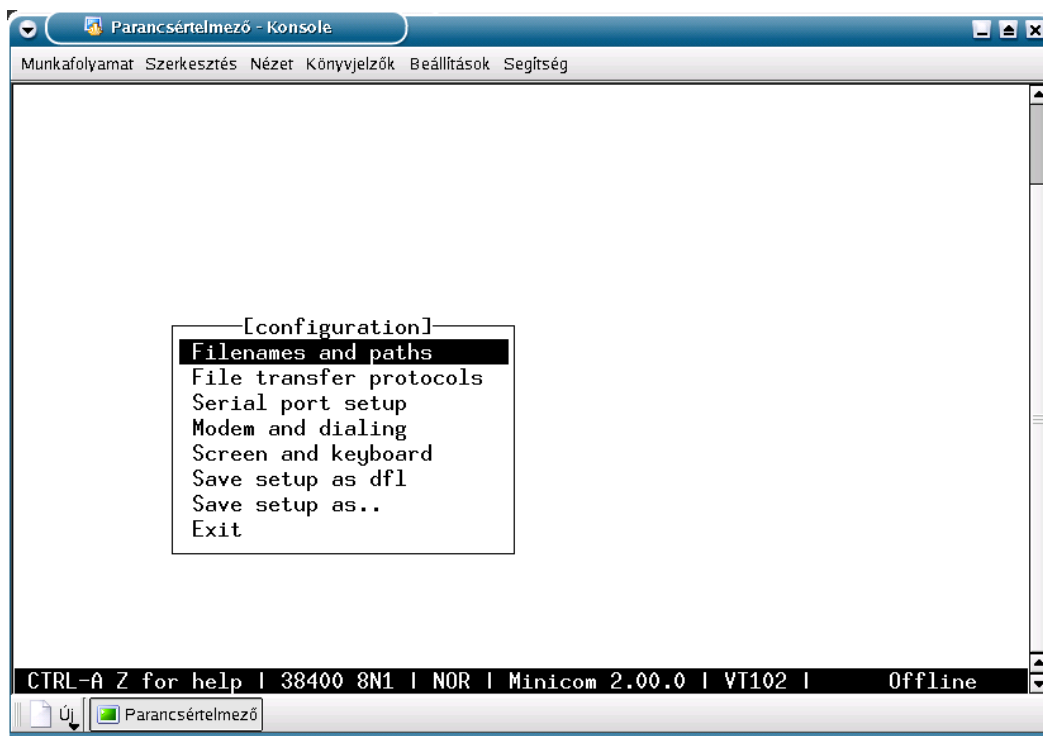 Parancsértelmező - Konsole
Munkafolyamat Szerkesztés Nézet Könyvjelzők Beállítások Segítség
[configuration]
Filenames and paths
File transfer protocols
Serial port setup
Modem and dialing
Screen and keyboard
Save setup as dfl
Save setup as..
Exit
CTRL-A Z for help | 38400 8N1 | NOR | Minicom 2.00.0 | VT102 | Offline
Új Parancsértelmező